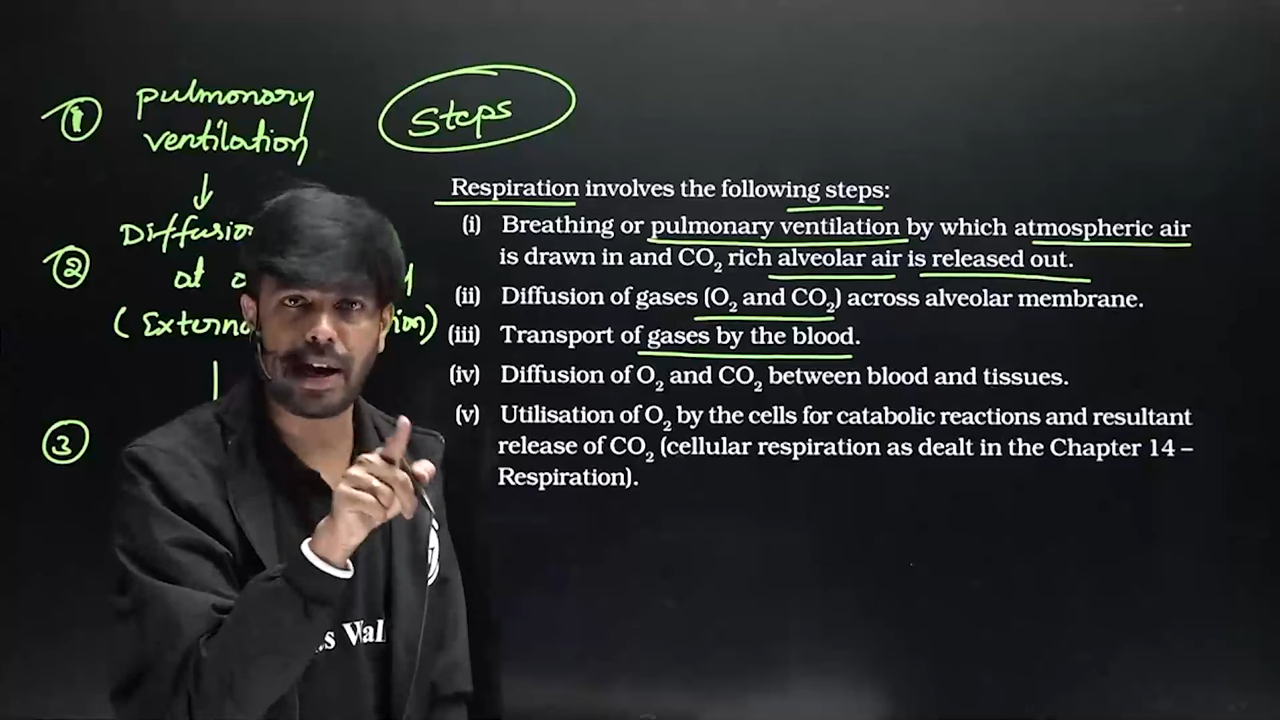 ① pulmonary
ventilation
Steps
↓
Diffusion
②
at
(
③
Respiration involves the following steps:
(i) Breathing or pulmonary ventilation by which atmospheric air
is drawn in and CO₂ rich alveolar air is released out.
(ii) Diffusion of gases (O₂ and CO₂) across alveolar membrane.
(iii) Transport of gases by the blood.
(iv) Diffusion of O₂ and CO₂ between blood and tissues.
(v) Utilisation of O₂ by the cells for catabolic reactions and resultant
release of CO₂ (cellular respiration as dealt in the Chapter 14 –
Respiration).